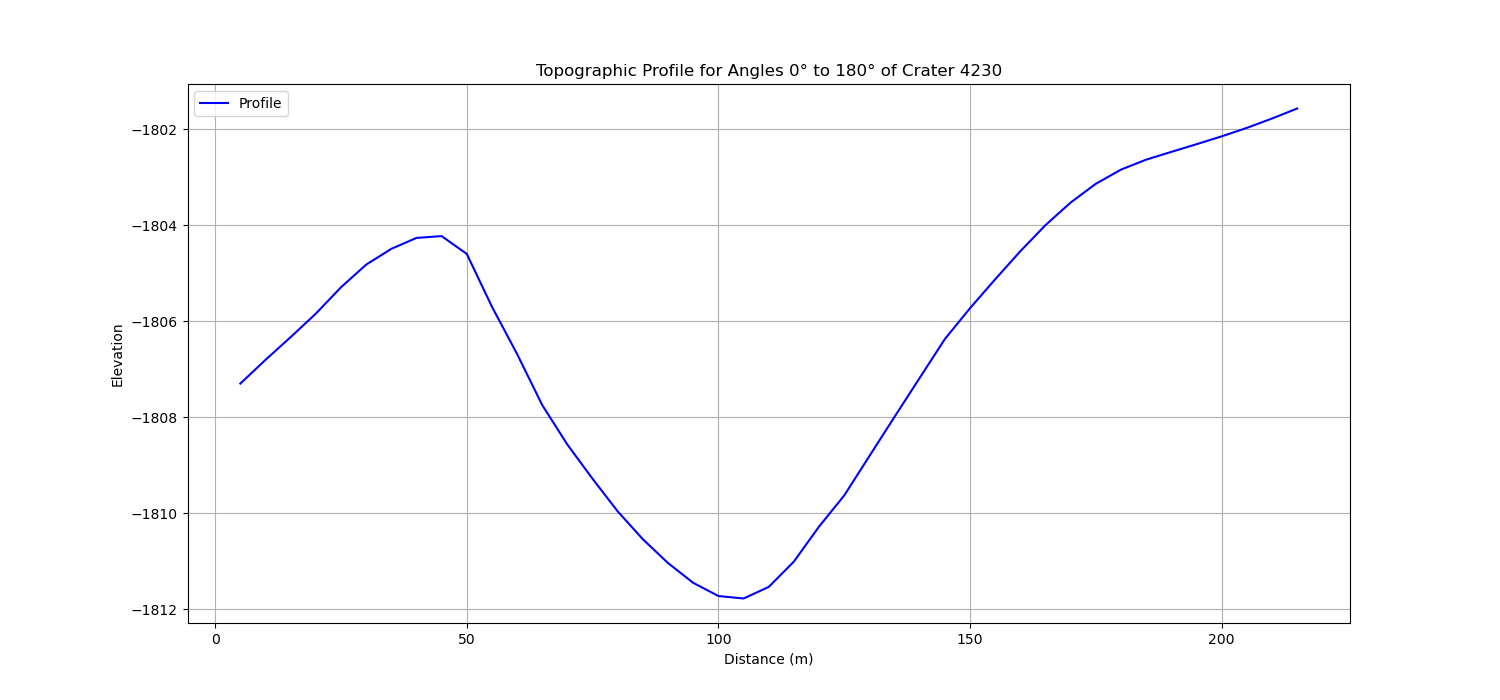 Topographic Profile for Angles 0° to 180° of Crater 4230
Profile
−1802
−1804
−1806
−1808
−1810
−1812
Elevation
0 50 100 150 200
Distance (m)